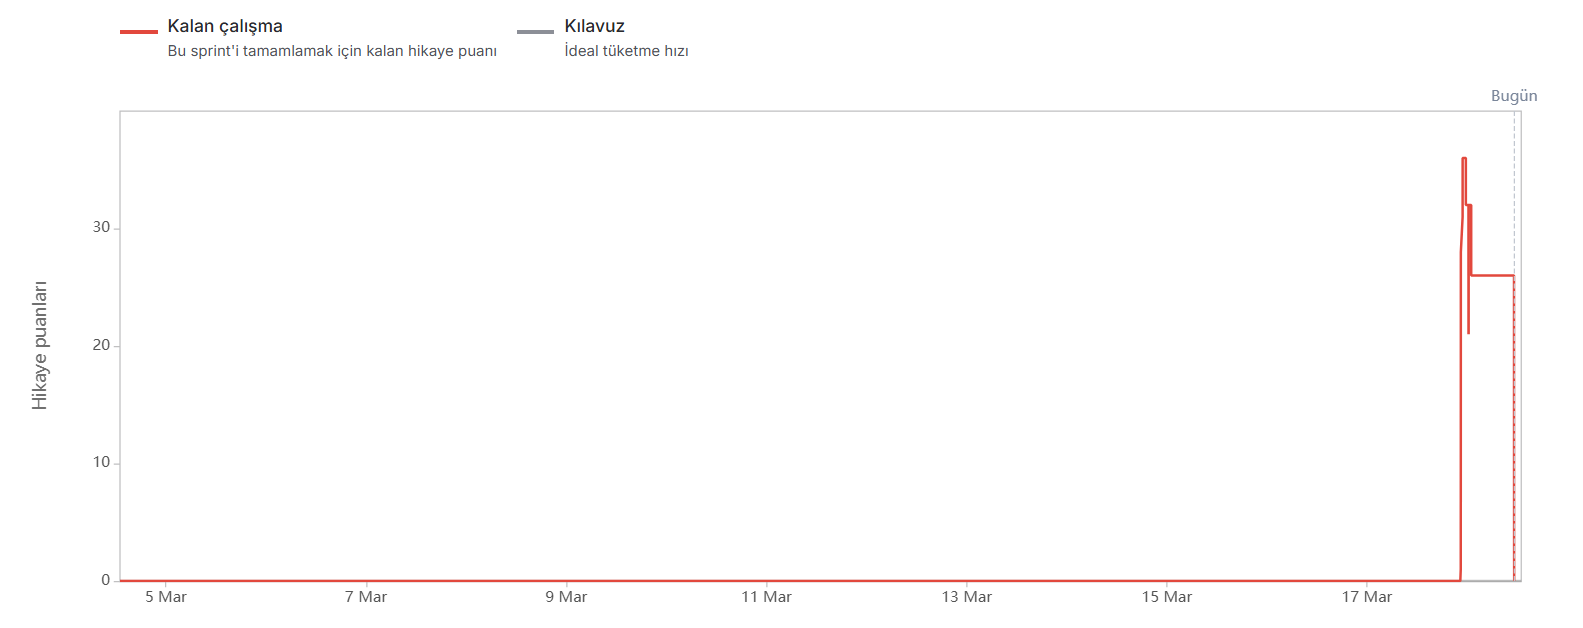 Kalan çalışma
Bu sprint'i tamamlamak için kalan hikaye puanı
Kılavuz
İdeal tüketme hızı
Bugün
Hikaye puanları
30
20
10
0
5 Mar
7 Mar
9 Mar
11 Mar
13 Mar
15 Mar
17 Mar